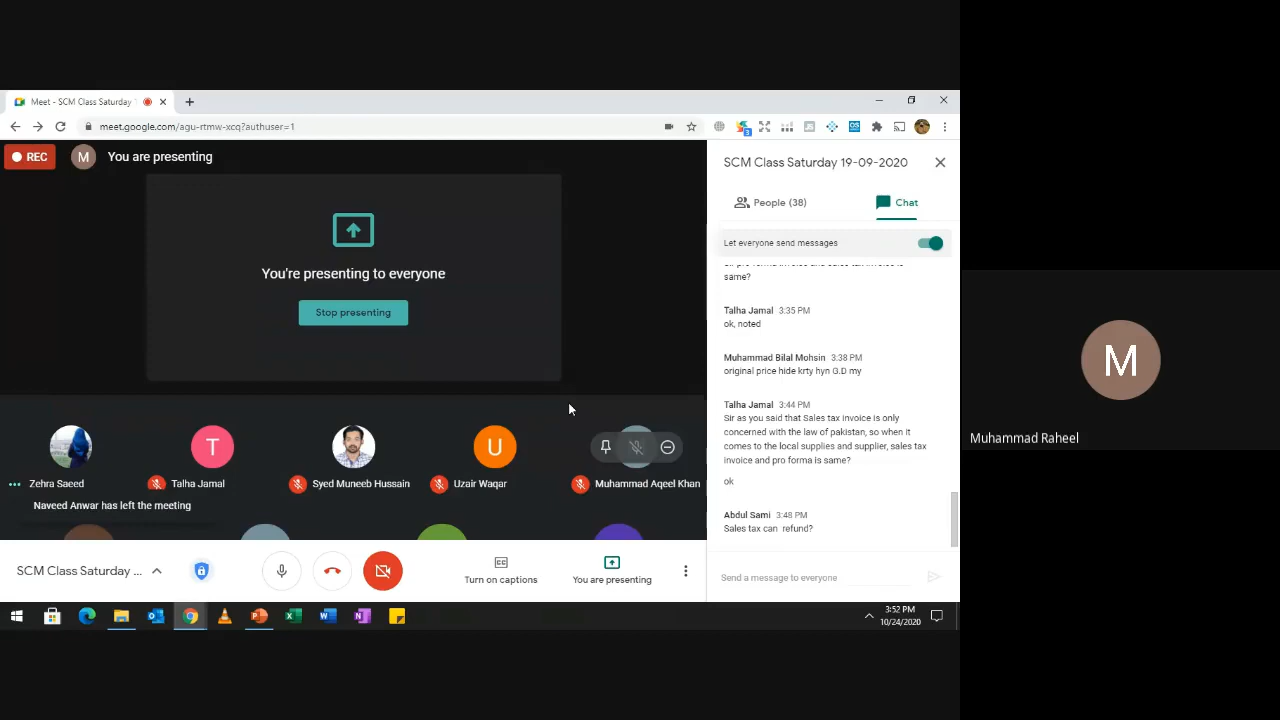 Meet - SCM Class Saturday
meet.google.com/agu-rtmw-xcq?authuser=1
REC
M
You are presenting
You're presenting to everyone
Stop presenting
Zehra Saeed
T
Talha Jamal
Syed Muneeb Hussain
U
Uzair Waqar
Muhammad Aqeel Khan
Naveed Anwar has left the meeting
SCM Class Saturday ...
Turn on captions
You are presenting
SCM Class Saturday 19-09-2020
People (38)
Chat
Let everyone send messages
same?
Talha Jamal 3:35 PM
ok, noted
Muhammad Bilal Mohsin 3:38 PM
original price hide krty hyn G.D my
Talha Jamal 3:44 PM
Sir as you said that Sales tax invoice is only
concerned with the law of pakistan, so when it
comes to the local supplies and supplier, sales tax
invoice and pro forma is same?
ok
Abdul Sami 3:48 PM
Sales tax can refund?
Send a message to everyone
3:52 PM
10/24/2020
M
Muhammad Raheel